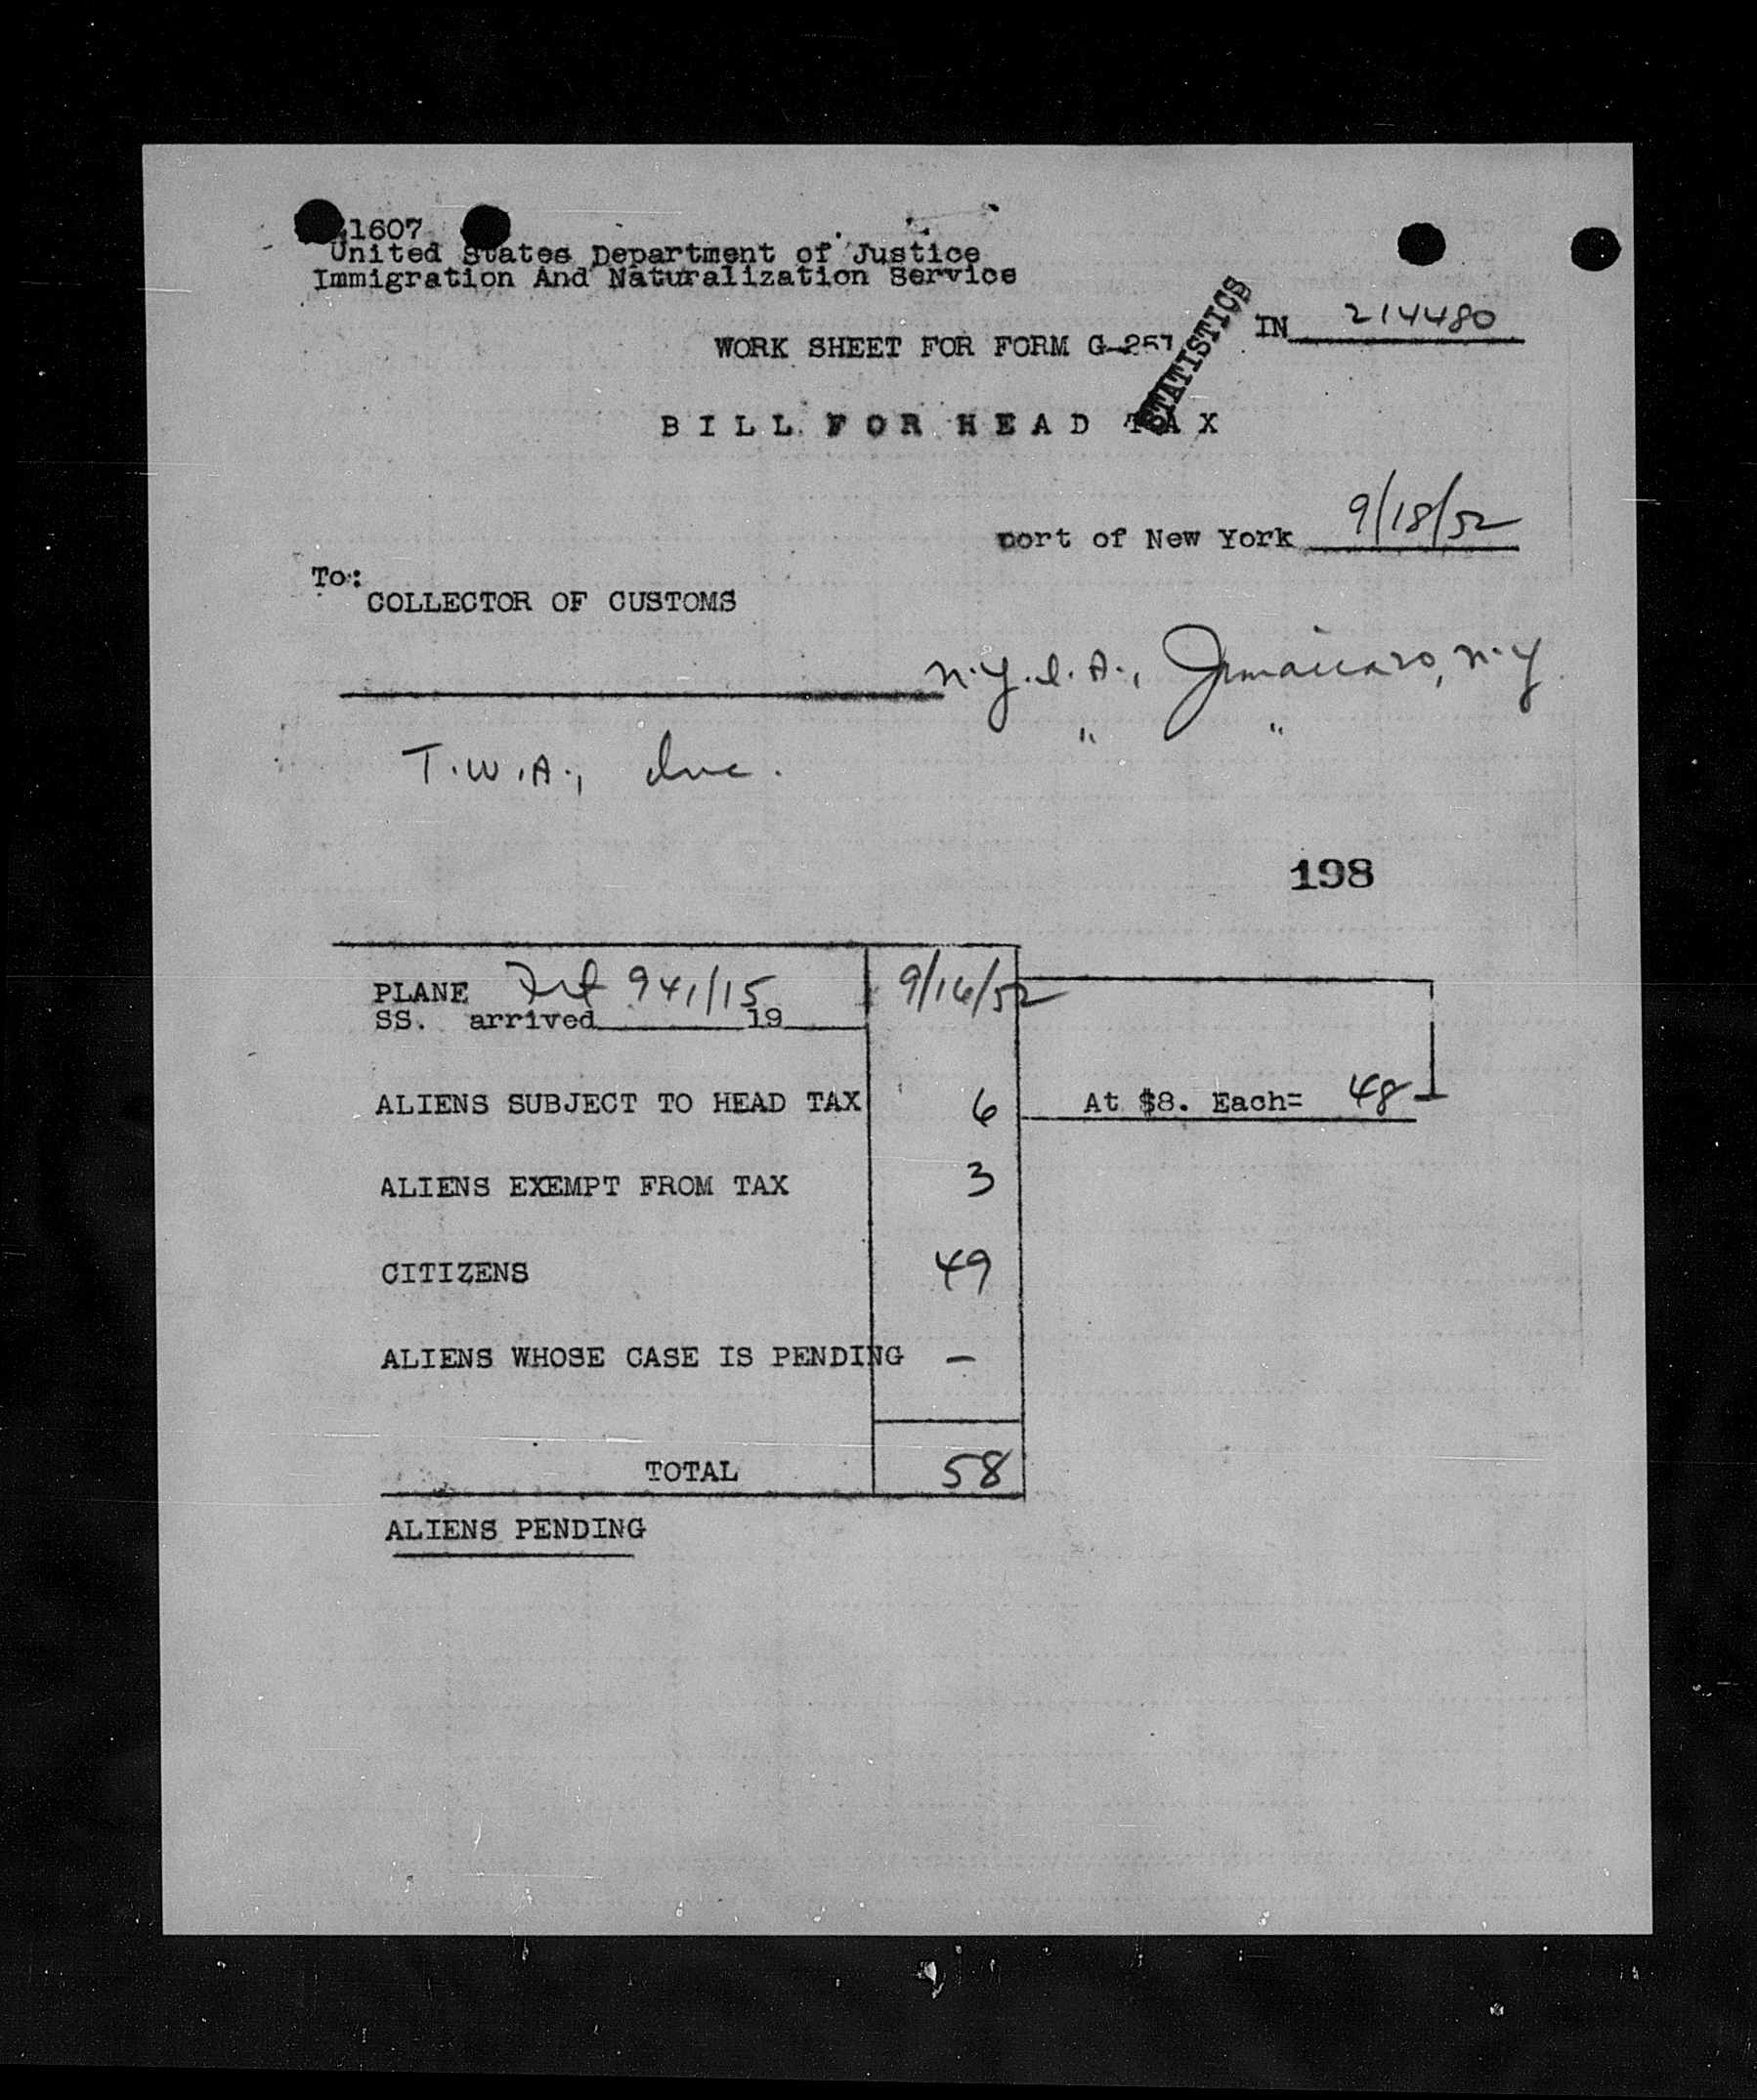 1607
United States Department of Justice
Immigration And Naturalization Service
STATISTICS
IN 214480
WORK SHEET FOR FORM G-257
BILL FOR HEAD TAX
port of New York 9/18/52
To:
COLLECTOR OF CUSTOMS
N.Y.I.A., Jamaica, N.Y.
T.W.A., Inc. " "
198
PLANE 941/15 9/16/52
SS. arrived 19
ALIENS SUBJECT TO HEAD TAX 6 At $8. Each= 48
ALIENS EXEMPT FROM TAX 3
CITIZENS 49
ALIENS WHOSE CASE IS PENDING —
TOTAL 58
ALIENS PENDING